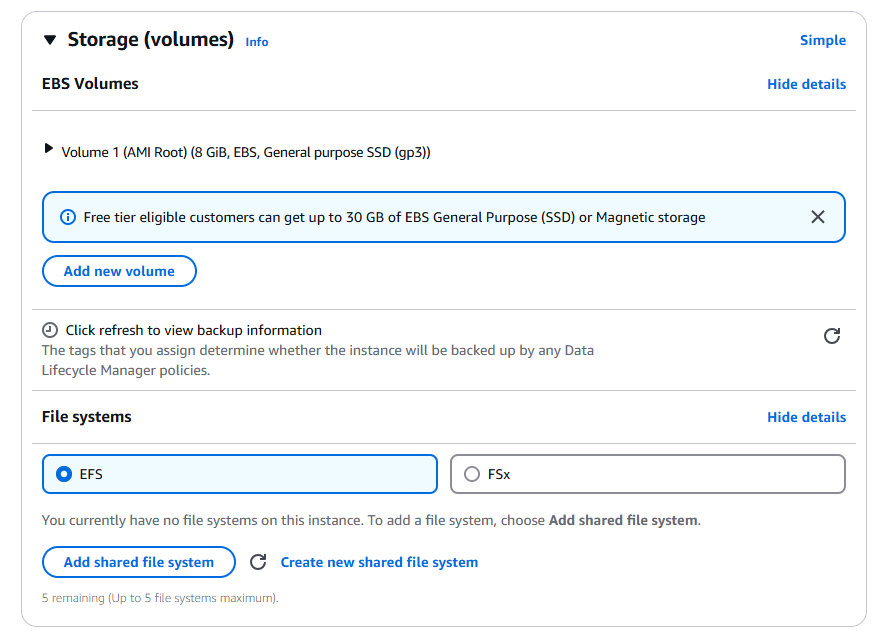 Storage (volumes) Info Simple
EBS Volumes Hide details
Volume 1 (AMI Root) (8 GiB, EBS, General purpose SSD (gp3))
Free tier eligible customers can get up to 30 GB of EBS General Purpose (SSD) or Magnetic storage
Add new volume
Click refresh to view backup information
The tags that you assign determine whether the instance will be backed up by any Data
Lifecycle Manager policies.
File systems Hide details
EFS FSx
You currently have no file systems on this instance. To add a file system, choose Add shared file system.
Add shared file system Create new shared file system
5 remaining (Up to 5 file systems maximum).